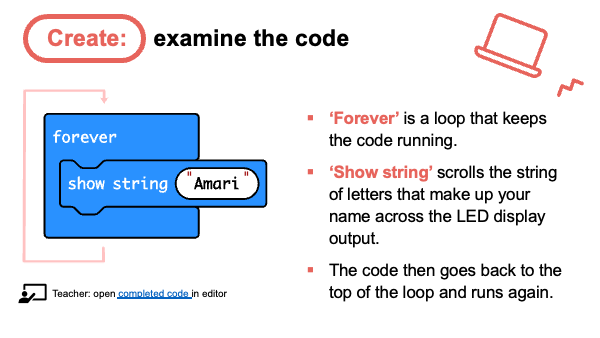 Create: examine the code
forever
show string "Amari"
▪ ‘Forever’ is a loop that keeps
the code running.
▪ ‘Show string’ scrolls the string
of letters that make up your
name across the LED display
output.
▪ The code then goes back to the
top of the loop and runs again.
Teacher: open completed code in editor